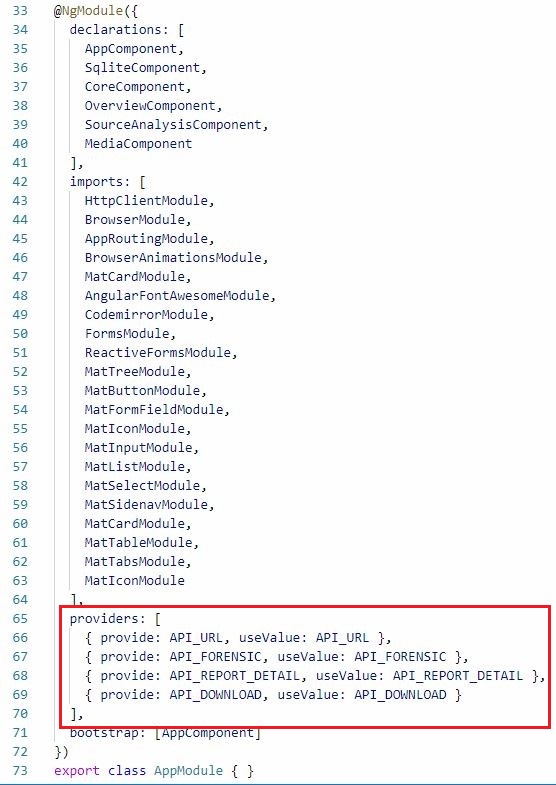 33 @NgModule({
34   declarations: [
35     AppComponent,
36     SqliteComponent,
37     CoreComponent,
38     OverviewComponent,
39     SourceAnalysisComponent,
40     MediaComponent
41   ],
42   imports: [
43     HttpClientModule,
44     BrowserModule,
45     AppRoutingModule,
46     BrowserAnimationsModule,
47     MatCardModule,
48     AngularFontAwesomeModule,
49     CodemirrorModule,
50     FormsModule,
51     ReactiveFormsModule,
52     MatTreeModule,
53     MatButtonModule,
54     MatFormFieldModule,
55     MatIconModule,
56     MatInputModule,
57     MatListModule,
58     MatSelectModule,
59     MatSidenavModule,
60     MatCardModule,
61     MatTableModule,
62     MatTabsModule,
63     MatIconModule
64   ],
65   providers: [
66     { provide: API_URL, useValue: API_URL },
67     { provide: API_FORENSIC, useValue: API_FORENSIC },
68     { provide: API_REPORT_DETAIL, useValue: API_REPORT_DETAIL },
69     { provide: API_DOWNLOAD, useValue: API_DOWNLOAD }
70   ],
71   bootstrap: [AppComponent]
72 })
73 export class AppModule { }